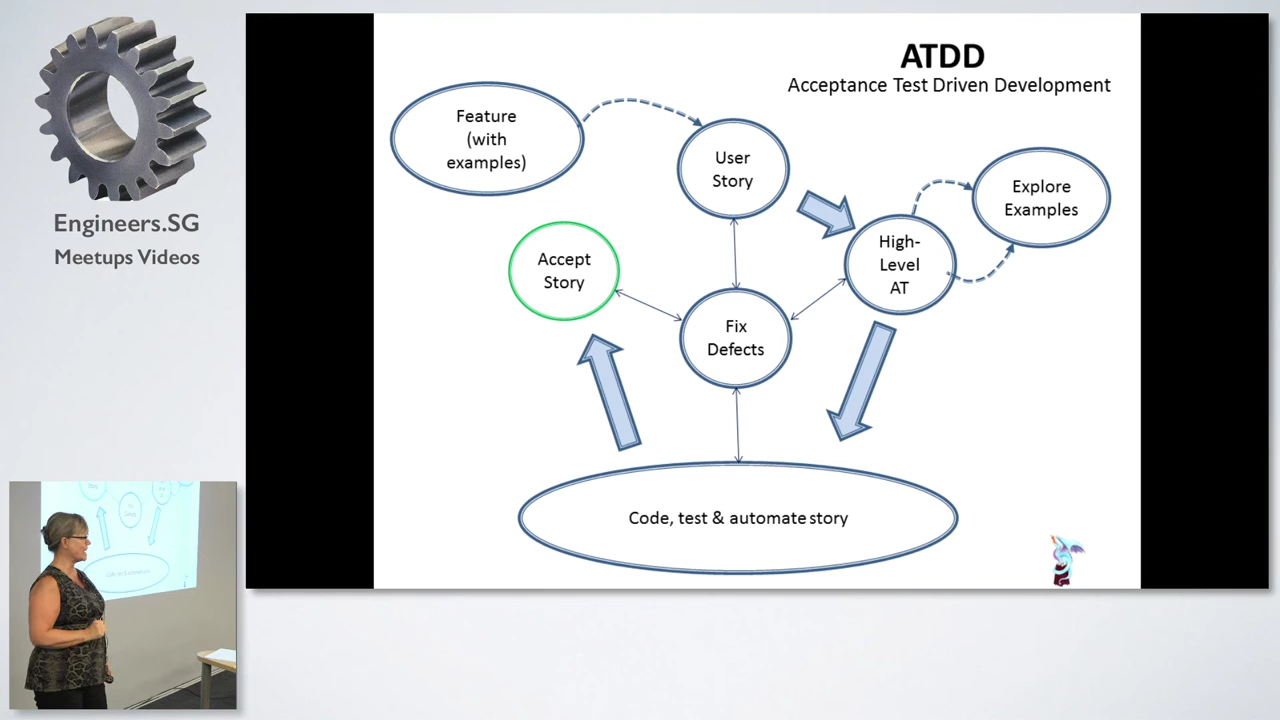 Engineers.SG
Meetups Videos
ATDD
Acceptance Test Driven Development
Feature
(with
examples)
User
Story
Explore
Examples
High-
Level
AT
Accept
Story
Fix
Defects
Code, test & automate story